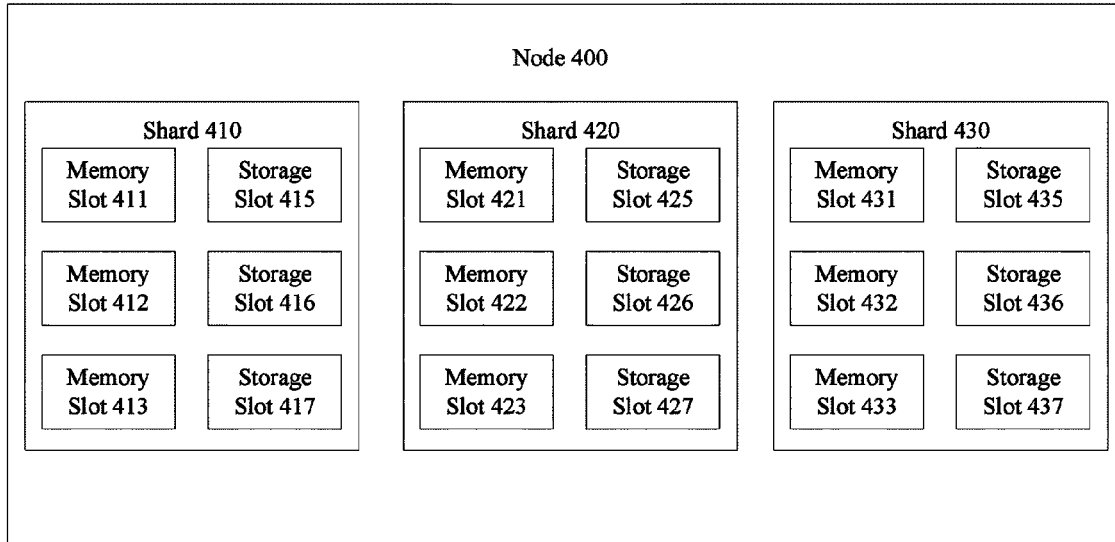 Node 400
Shard 410
Memory
Slot 411
Storage
Slot 415
Memory
Slot 412
Storage
Slot 416
Memory
Slot 413
Storage
Slot 417
Shard 420
Memory
Slot 421
Storage
Slot 425
Memory
Slot 422
Storage
Slot 426
Memory
Slot 423
Storage
Slot 427
Shard 430
Memory
Slot 431
Storage
Slot 435
Memory
Slot 432
Storage
Slot 436
Memory
Slot 433
Storage
Slot 437